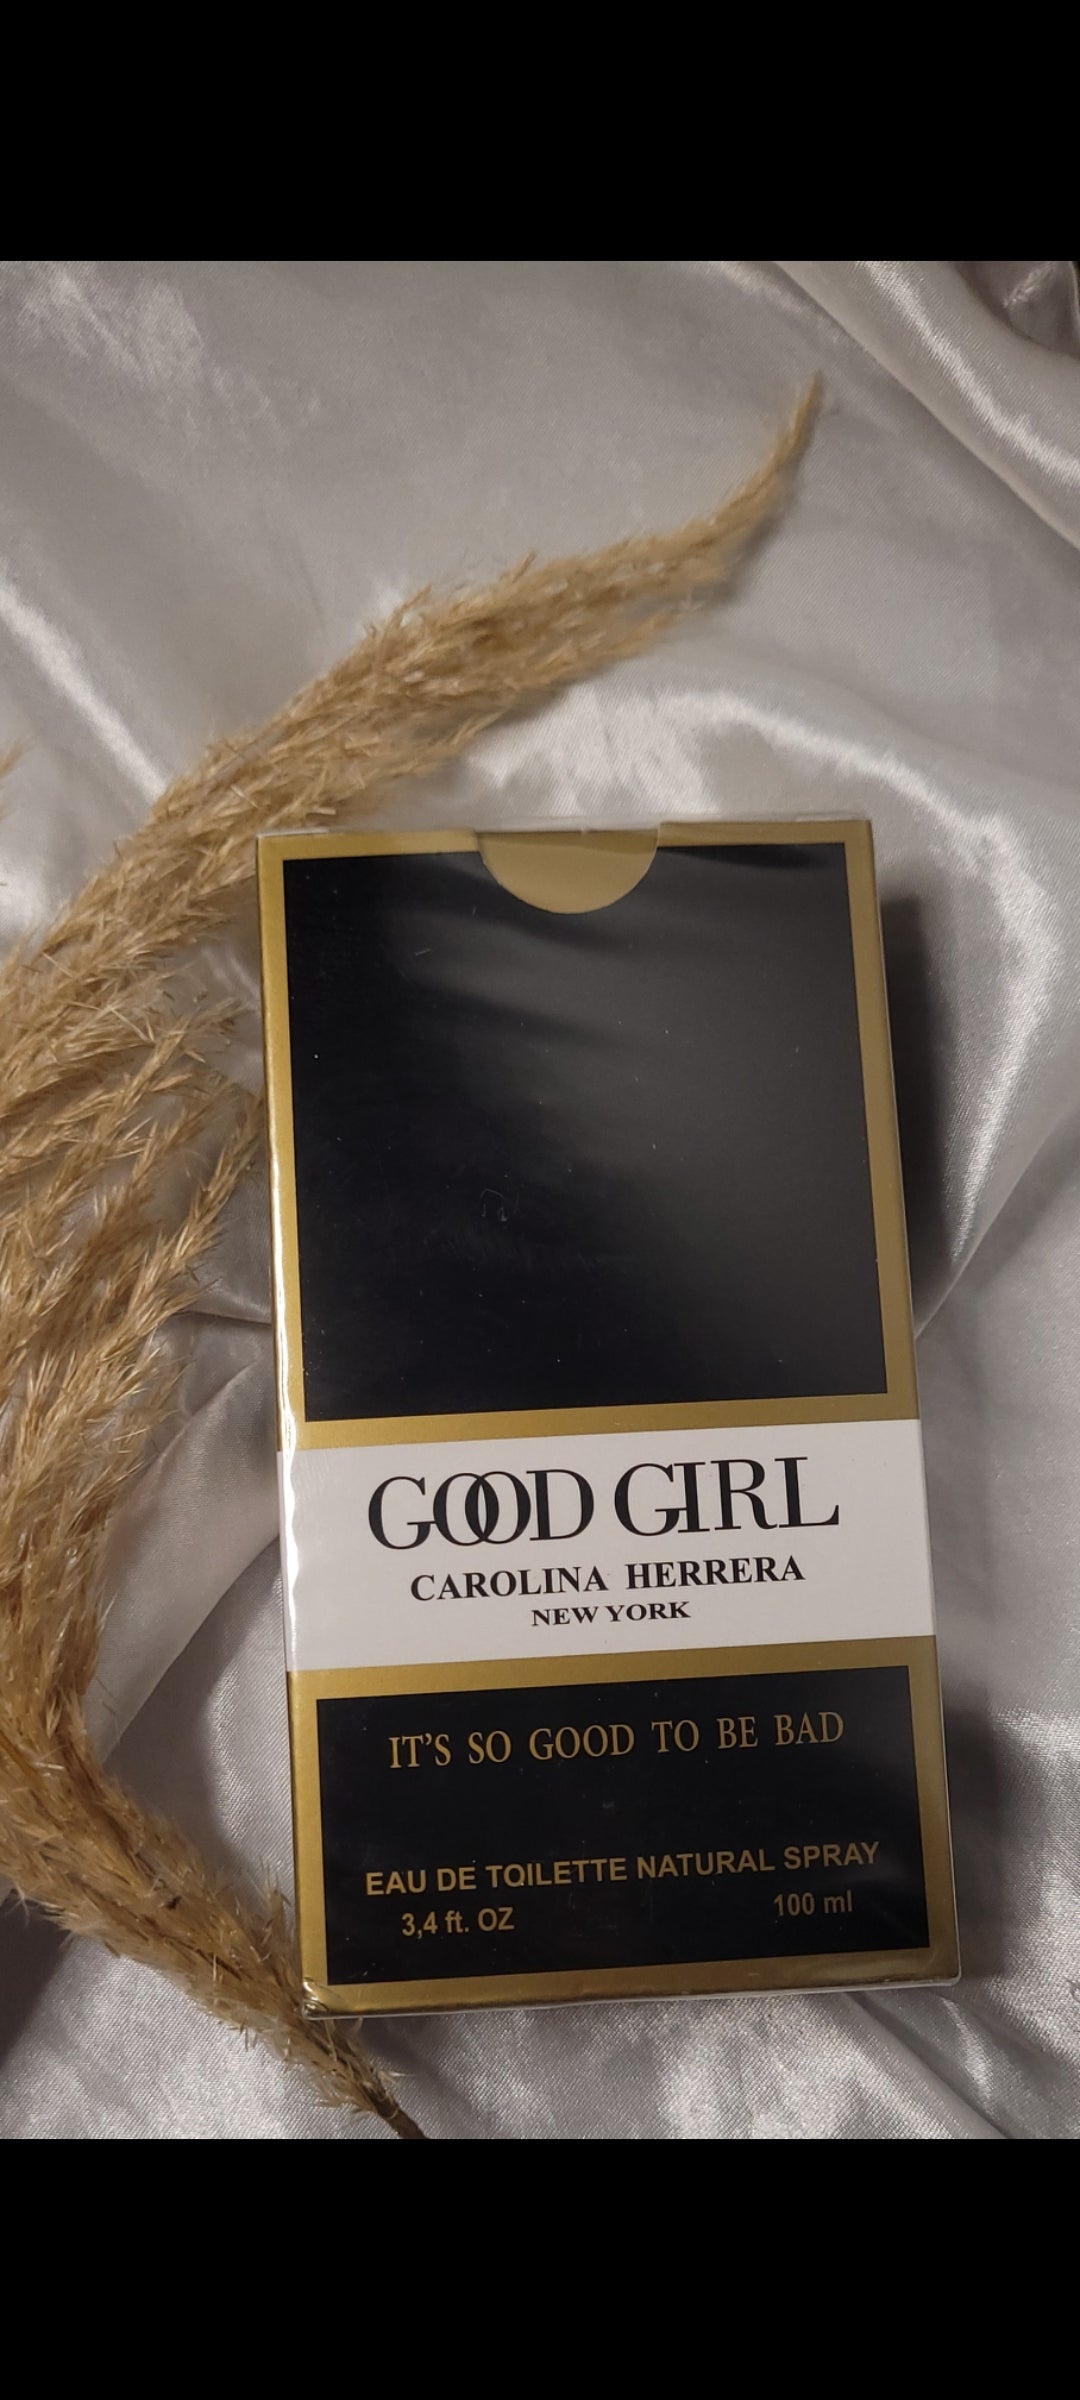 GOOD GIRL
CAROLINA HERRERA
NEW YORK
IT'S SO GOOD TO BE BAD
EAU DE TOILETTE NATURAL SPRAY
3,4 ft. OZ 100 ml